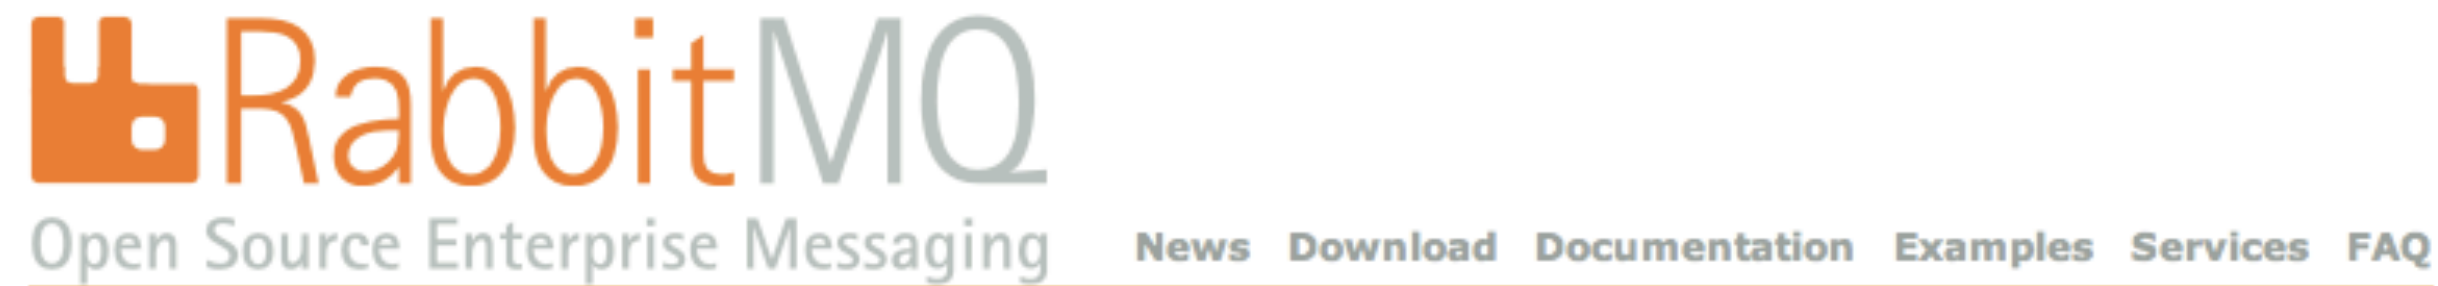 RabbitMQ
Open Source Enterprise Messaging
News Download Documentation Examples Services FAQ